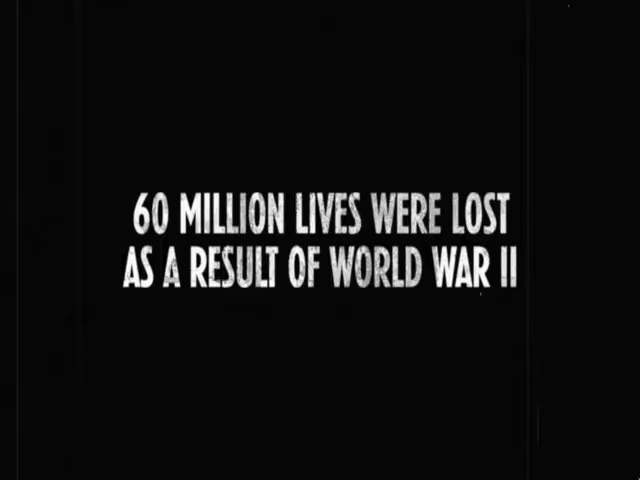 60 MILLION LIVES WERE LOST
AS A RESULT OF WORLD WAR II